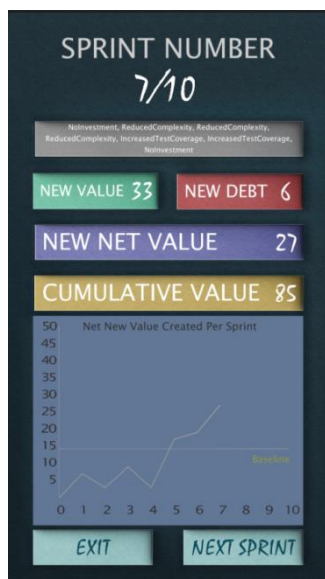 SPRINT NUMBER
7/10
NoInvestment, ReducedComplexity, ReducedComplexity,
ReducedComplexity, IncreasedTestCoverage, IncreasedTestCoverage,
NoInvestment
NEW VALUE 33
NEW DEBT 6
NEW NET VALUE 27
CUMULATIVE VALUE 85
Net New Value Created Per Sprint
50
45
40
35
30
25
20
15
10
5
Baseline
0 1 2 3 4 5 6 7 8 9 10
EXIT
NEXT SPRINT